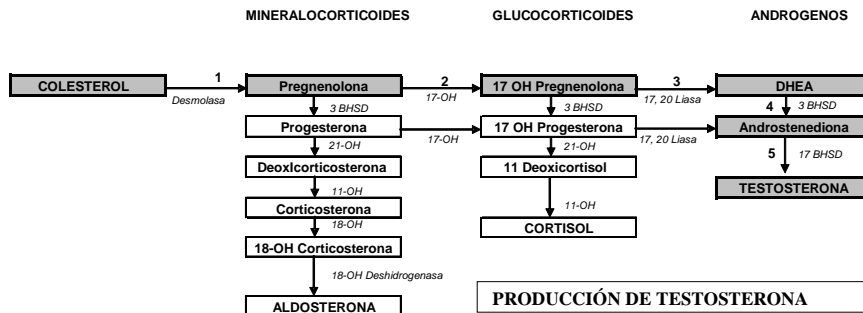 MINERALOCORTICOIDES GLUCOCORTICOIDES ANDROGENOS
1 2 3
COLESTEROL Pregnenolona 17 OH Pregnenolona DHEA
Desmolasa 17-OH 17, 20 Liasa
3 BHSD 3 BHSD 4 3 BHSD
Progesterona 17 OH Progesterona Androstenediona
17-OH 17, 20 Liasa
21-OH 21-OH 5 17 BHSD
DeoxIcorticosterona 11 Deoxicortisol
11-OH TESTOSTERONA
Corticosterona 11-OH
18-OH CORTISOL
18-OH Corticosterona
18-OH Deshidrogenasa
ALDOSTERONA
PRODUCCIÓN DE TESTOSTERONA